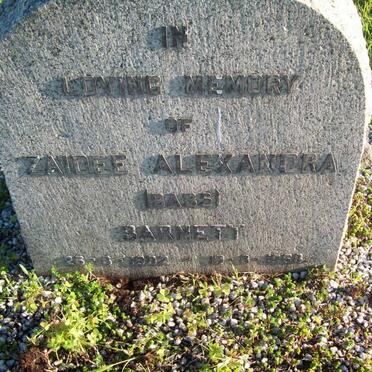 IN
LOVING MEMORY
OF
ZAIDEE ALEXANDRA
(BABS)
BARNETT